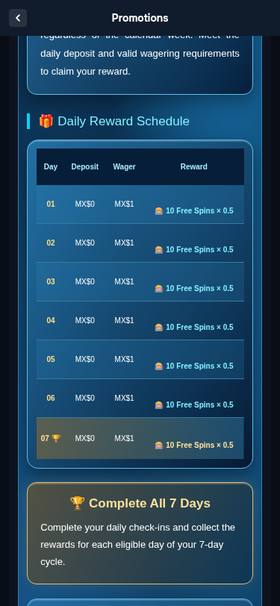 Promotions
regardless of the calendar week. Meet the
daily deposit and valid wagering requirements
to claim your reward.
🎁 Daily Reward Schedule
Day Deposit Wager Reward
01 MX$0 MX$1 🎰 10 Free Spins × 0.5
02 MX$0 MX$1 🎰 10 Free Spins × 0.5
03 MX$0 MX$1 🎰 10 Free Spins × 0.5
04 MX$0 MX$1 🎰 10 Free Spins × 0.5
05 MX$0 MX$1 🎰 10 Free Spins × 0.5
06 MX$0 MX$1 🎰 10 Free Spins × 0.5
07 🏆 MX$0 MX$1 🎰 10 Free Spins × 0.5
🏆 Complete All 7 Days
Complete your daily check-ins and collect the
rewards for each eligible day of your 7-day
cycle.